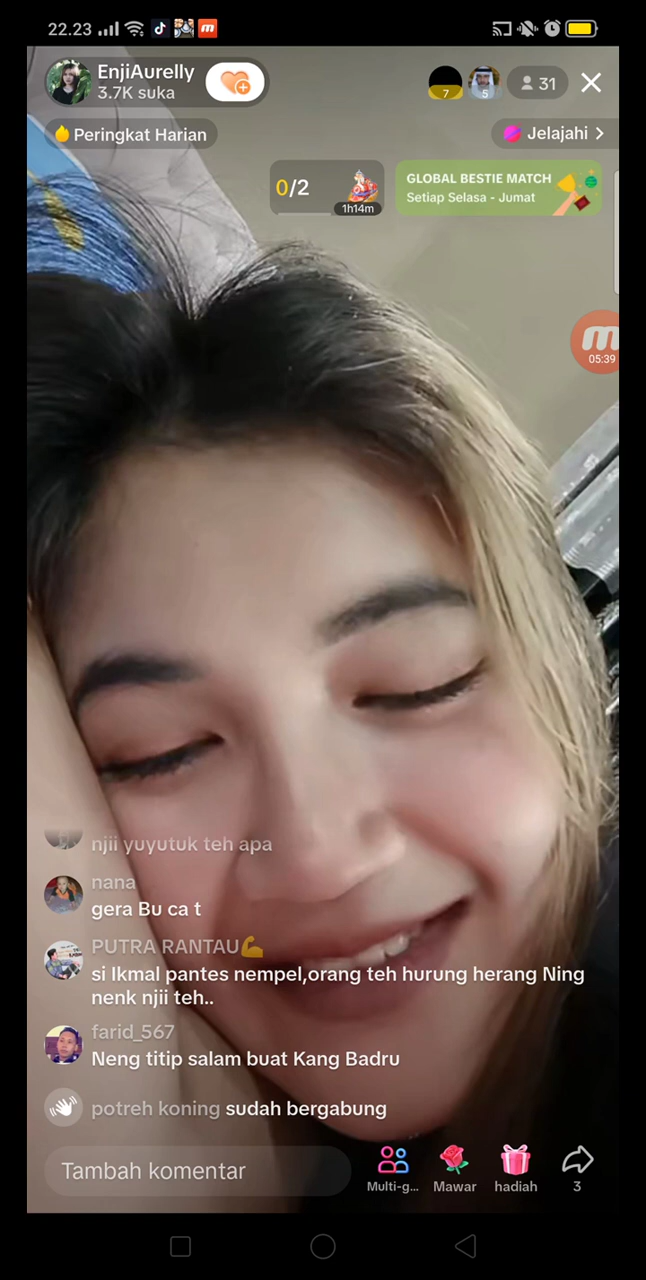 22.23
EnjiAurelly
3.7K suka
7
5
31
Peringkat Harian
Jelajahi >
0/2
1h14m
GLOBAL BESTIE MATCH
Setiap Selasa - Jumat
m
05:39
njii yuyutuk teh apa
nana
gera Bu ca t
PUTRA RANTAU💪
si Ikmal pantes nempel,orang teh hurung herang Ning
nenk njii teh..
farid_567
Neng titip salam buat Kang Badru
potreh koning sudah bergabung
Tambah komentar
Multi-g...
Mawar
hadiah
3